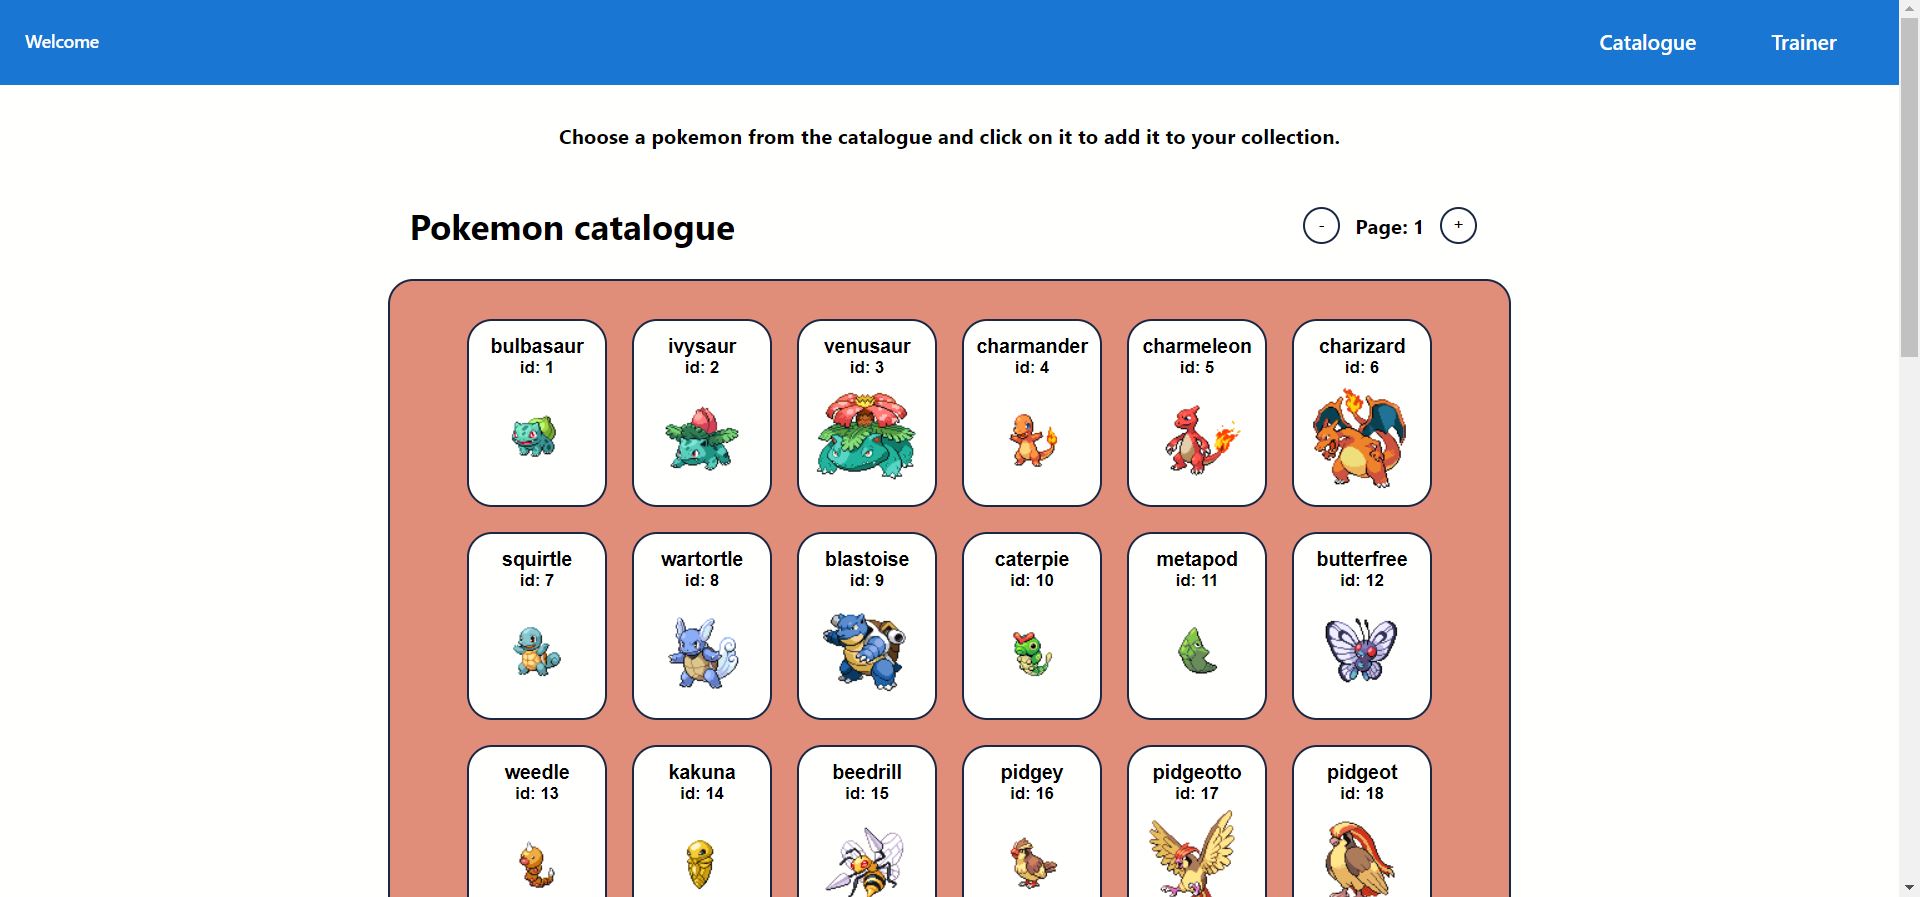 Welcome Catalogue Trainer
Choose a pokemon from the catalogue and click on it to add it to your collection.
Pokemon catalogue - Page: 1 +
bulbasaur ivysaur venusaur charmander charmeleon charizard
id: 1 id: 2 id: 3 id: 4 id: 5 id: 6
squirtle wartortle blastoise caterpie metapod butterfree
id: 7 id: 8 id: 9 id: 10 id: 11 id: 12
weedle kakuna beedrill pidgey pidgeotto pidgeot
id: 13 id: 14 id: 15 id: 16 id: 17 id: 18